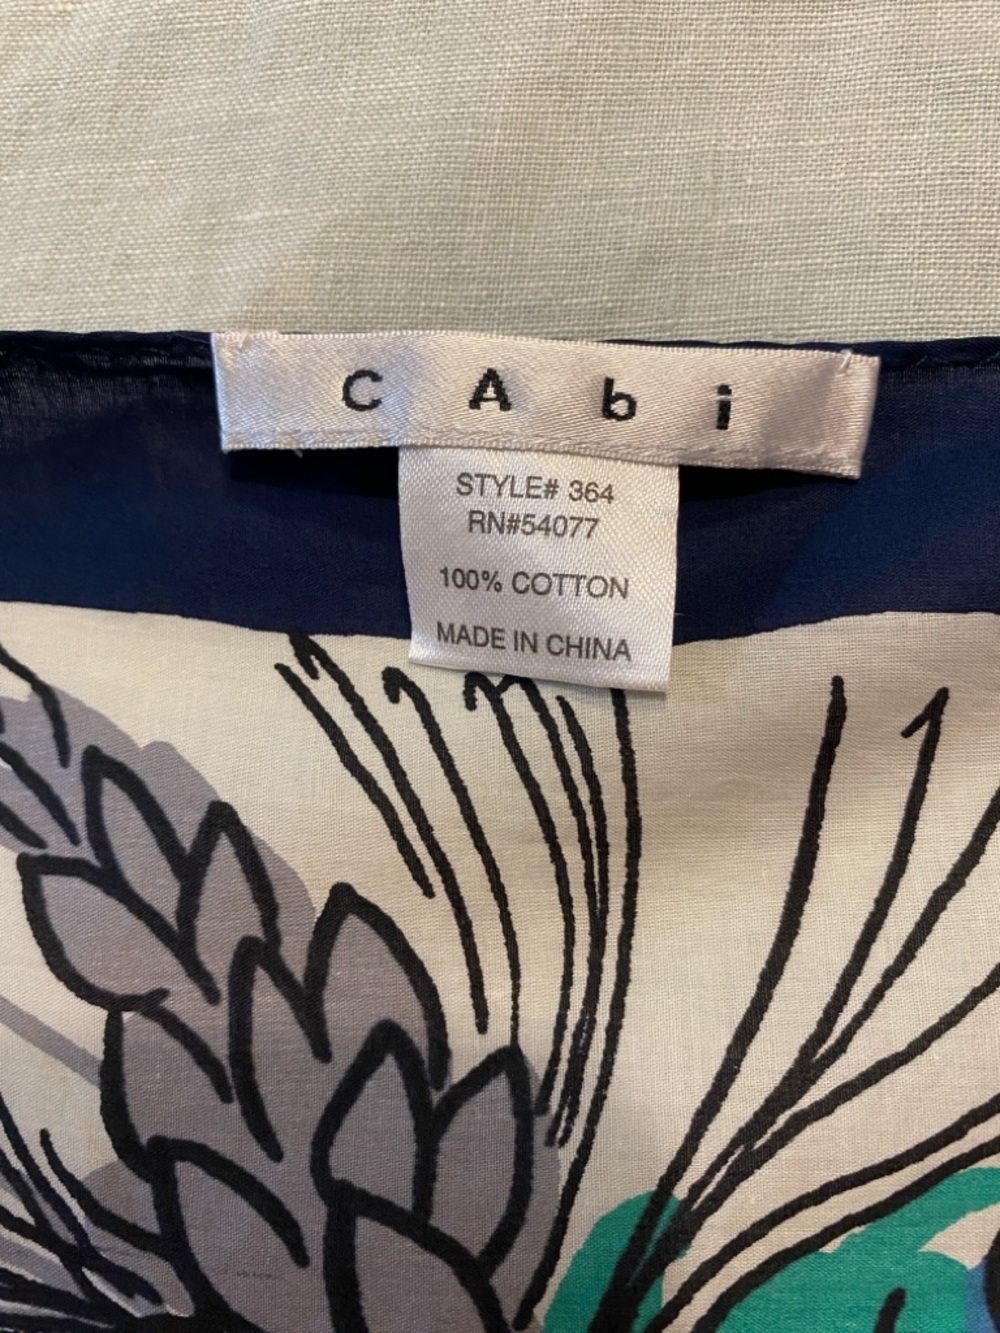 CAbi
STYLE# 364
RN#54077
100% COTTON
MADE IN CHINA